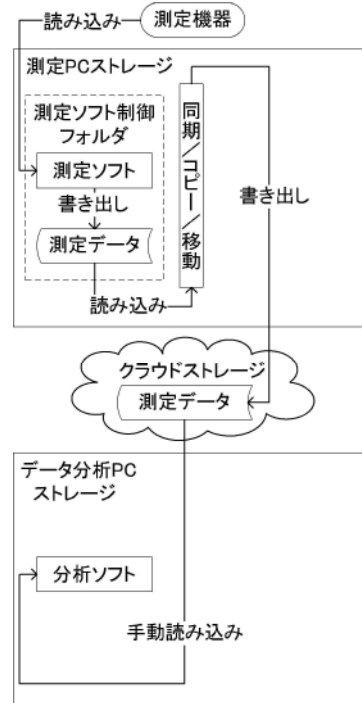 測定機器
読み込み
測定PCストレージ
測定ソフト制御
フォルダ
測定ソフト
書き出し
測定データ
読み込み
同期／コピー／移動
書き出し
クラウドストレージ
測定データ
データ分析PC
ストレージ
分析ソフト
手動読み込み